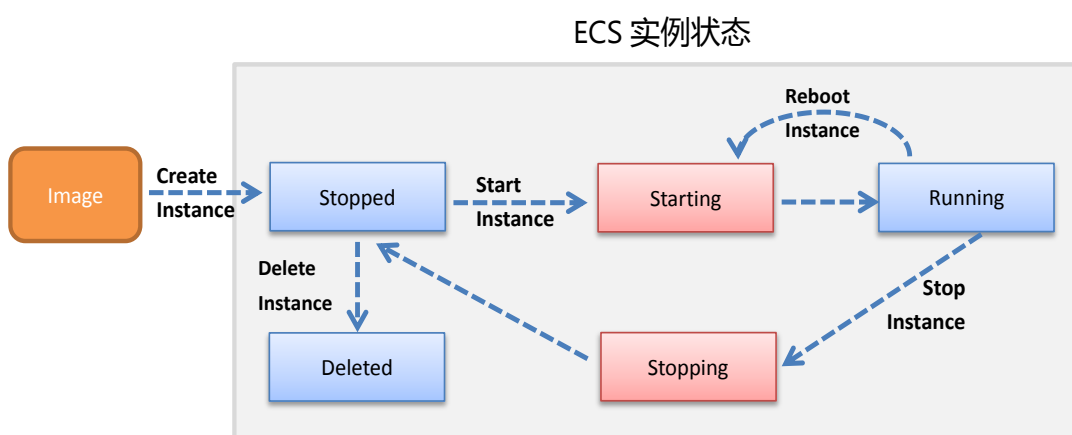 ECS 实例状态
Reboot
Instance
Create
Instance
Image
Stopped
Start
Instance
Starting
Running
Delete
Instance
Stop
Instance
Deleted
Stopping